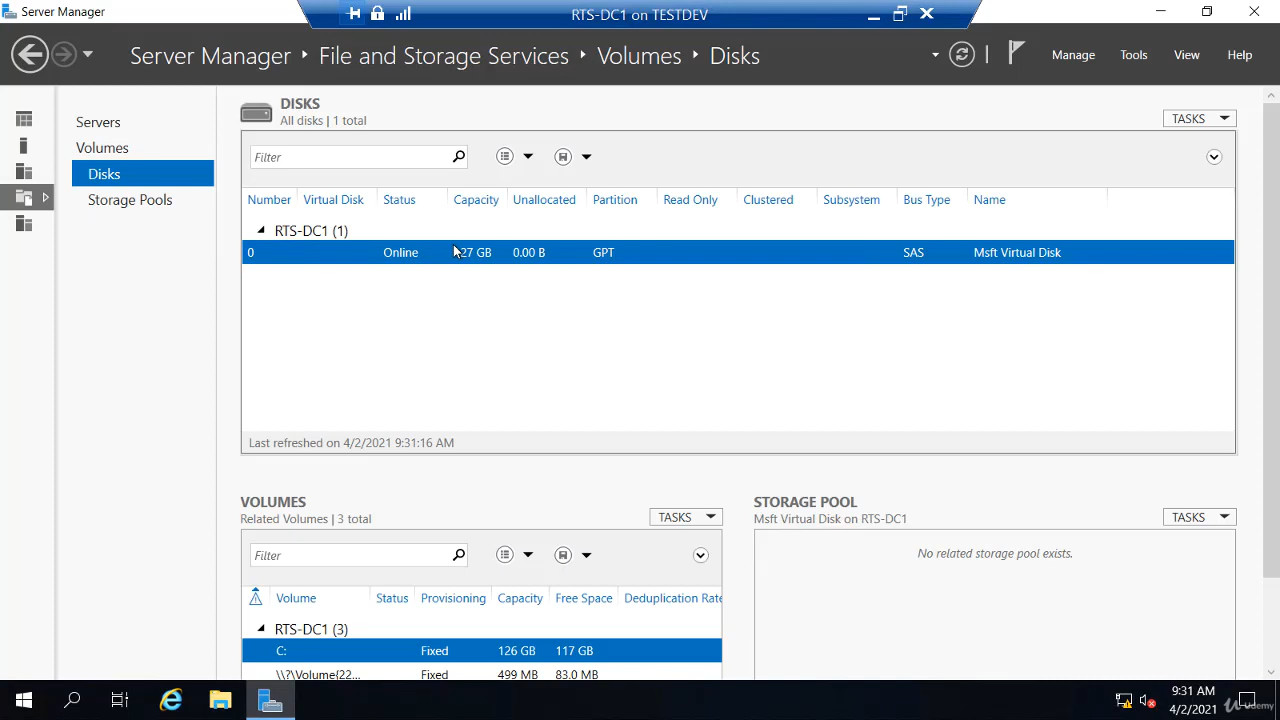 Server Manager
RTS-DC1 on TESTDEV
Server Manager File and Storage Services Volumes Disks
Manage Tools View Help
Servers
Volumes
Disks
Storage Pools
DISKS
All disks | 1 total
TASKS
Filter
Number Virtual Disk Status Capacity Unallocated Partition Read Only Clustered Subsystem Bus Type Name
RTS-DC1 (1)
0 Online 27 GB 0.00 B GPT SAS Msft Virtual Disk
Last refreshed on 4/2/2021 9:31:16 AM
VOLUMES
Related Volumes | 3 total
TASKS
Filter
Volume Status Provisioning Capacity Free Space Deduplication Rate
RTS-DC1 (3)
C: Fixed 126 GB 117 GB
\\?\Volume{22... Fixed 499 MB 83.0 MB
STORAGE POOL
Msft Virtual Disk on RTS-DC1
TASKS
No related storage pool exists.
9:31 AM
4/2/2021
Udemy